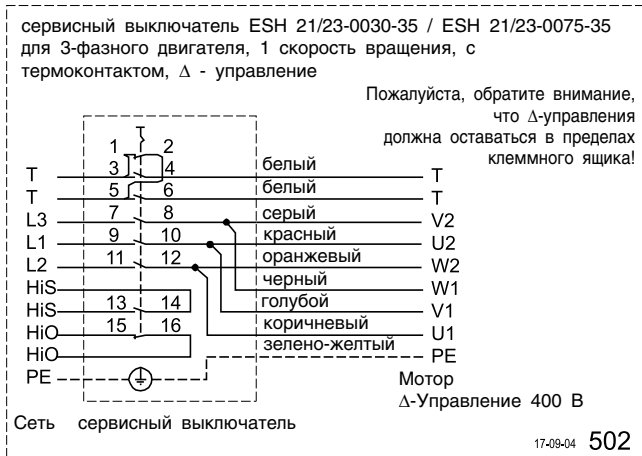 сервисный выключатель ESH 21/23-0030-35 / ESH 21/23-0075-35
для 3-фазного двигателя, 1 скорость вращения, с
термоконтактом, Δ - управление
Пожалуйста, обратите внимание,
что Δ-управления
должна оставаться в пределах
клеммного ящика!
1 2
T 3 4 белый T
T 5 6 белый T
L3 7 8 серый V2
L1 9 10 красный U2
L2 11 12 оранжевый W2
HiS черный W1
HiS 13 14 голубой V1
HiO 15 16 коричневый U1
HiO зелено-желтый PE
PE
Мотор
Δ-Управление 400 В
Сеть сервисный выключатель
17-09-04 502